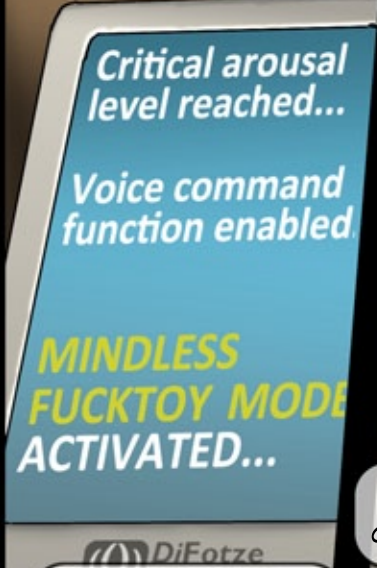 Critical arousal
level reached...
Voice command
function enabled.
MINDLESS
FUCKTOY MODE
ACTIVATED...
DiFotze